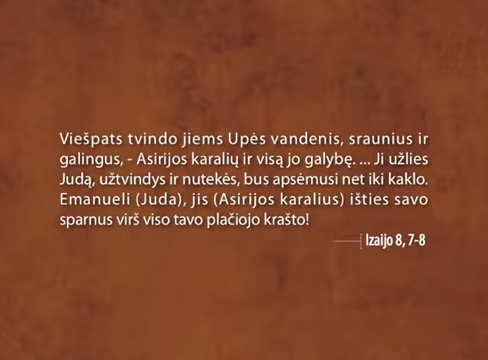 Viešpats tvindo jiems Upės vandenis, sraunius ir
galingus, - Asirijos karalių ir visą jo galybę. ... Ji užlies
Judą, užtvindys ir nutekės, bus apsėmusi net iki kaklo.
Emanueli (Juda), jis (Asirijos karalius) išties savo
sparnus virš viso tavo plačiojo krašto!
Izaijo 8, 7-8